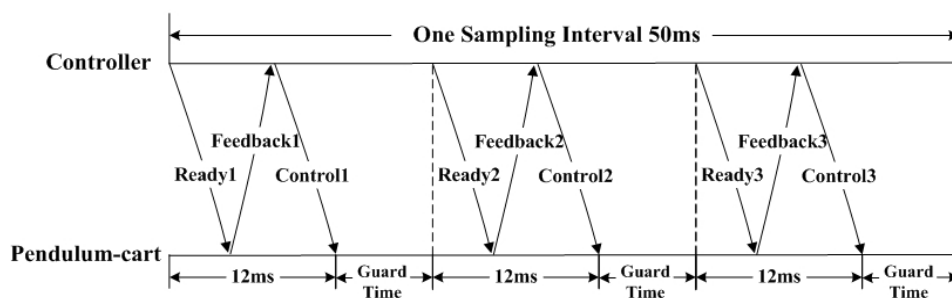 One Sampling Interval 50ms
Controller
Feedback1 Feedback2 Feedback3
Ready1 Control1 Ready2 Control2 Ready3 Control3
Pendulum-cart
12ms Guard Time 12ms Guard Time 12ms Guard Time